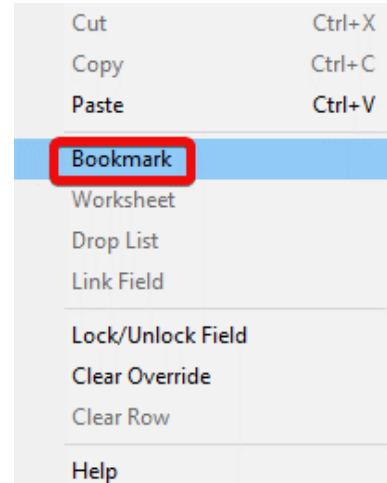 Cut Ctrl+X
Copy Ctrl+C
Paste Ctrl+V
Bookmark
Worksheet
Drop List
Link Field
Lock/Unlock Field
Clear Override
Clear Row
Help